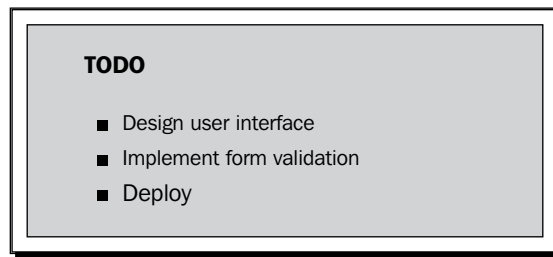 TODO
■ Design user interface
■ Implement form validation
■ Deploy